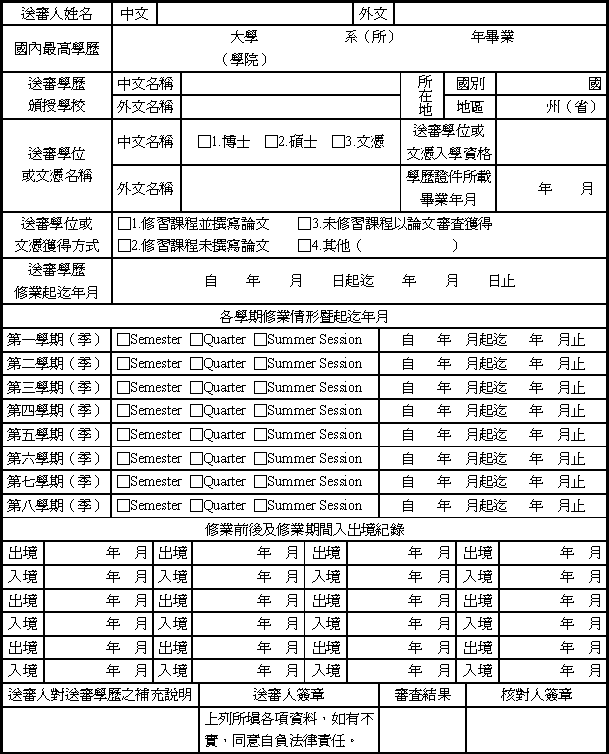 送審人姓名 中文 外文
國內最高學歷 大學 系（所） 年畢業
（學院）
送審學歷 頒授學校 中文名稱 所在地 國別 國
外文名稱 地區 州（省）
送審學位 或文憑名稱 中文名稱 □1.博士 □2.碩士 □3.文憑 送審學位或 文憑入學資格
外文名稱 學歷證件所載 畢業年月 年 月
送審學位或 文憑獲得方式 □1.修習課程並撰寫論文 □3.未修習課程以論文審查獲得
□2.修習課程未撰寫論文 □4.其他（ ）
送審學歷 修業起迄年月 自 年 月 日起迄 年 月 日止
各學期修業情形暨起迄年月
第一學期（季） □Semester □Quarter □Summer Session 自 年 月起迄 年 月止
第二學期（季） □Semester □Quarter □Summer Session 自 年 月起迄 年 月止
第三學期（季） □Semester □Quarter □Summer Session 自 年 月起迄 年 月止
第四學期（季） □Semester □Quarter □Summer Session 自 年 月起迄 年 月止
第五學期（季） □Semester □Quarter □Summer Session 自 年 月起迄 年 月止
第六學期（季） □Semester □Quarter □Summer Session 自 年 月起迄 年 月止
第七學期（季） □Semester □Quarter □Summer Session 自 年 月起迄 年 月止
第八學期（季） □Semester □Quarter □Summer Session 自 年 月起迄 年 月止
修業前後及修業期間入出境紀錄
出境 年 月 出境 年 月 出境 年 月 出境 年 月
入境 年 月 入境 年 月 入境 年 月 入境 年 月
出境 年 月 出境 年 月 出境 年 月 出境 年 月
入境 年 月 入境 年 月 入境 年 月 入境 年 月
出境 年 月 出境 年 月 出境 年 月 出境 年 月
入境 年 月 入境 年 月 入境 年 月 入境 年 月
送審人對送審學歷之補充說明 送審人簽章 審查結果 核對人簽章
上列所填各項資料，如有不
實，同意自負法律責任。